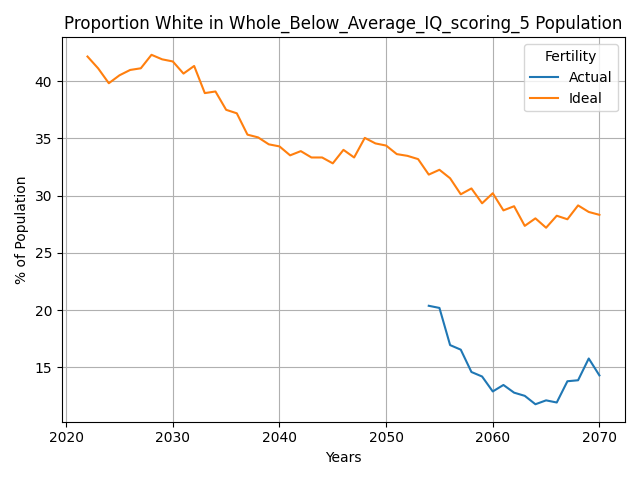 Proportion White in Whole_Below_Average_IQ_scoring_5 Population
Fertility
Actual
Ideal
% of Population
40
35
30
25
20
15
2020 2030 2040 2050 2060 2070
Years